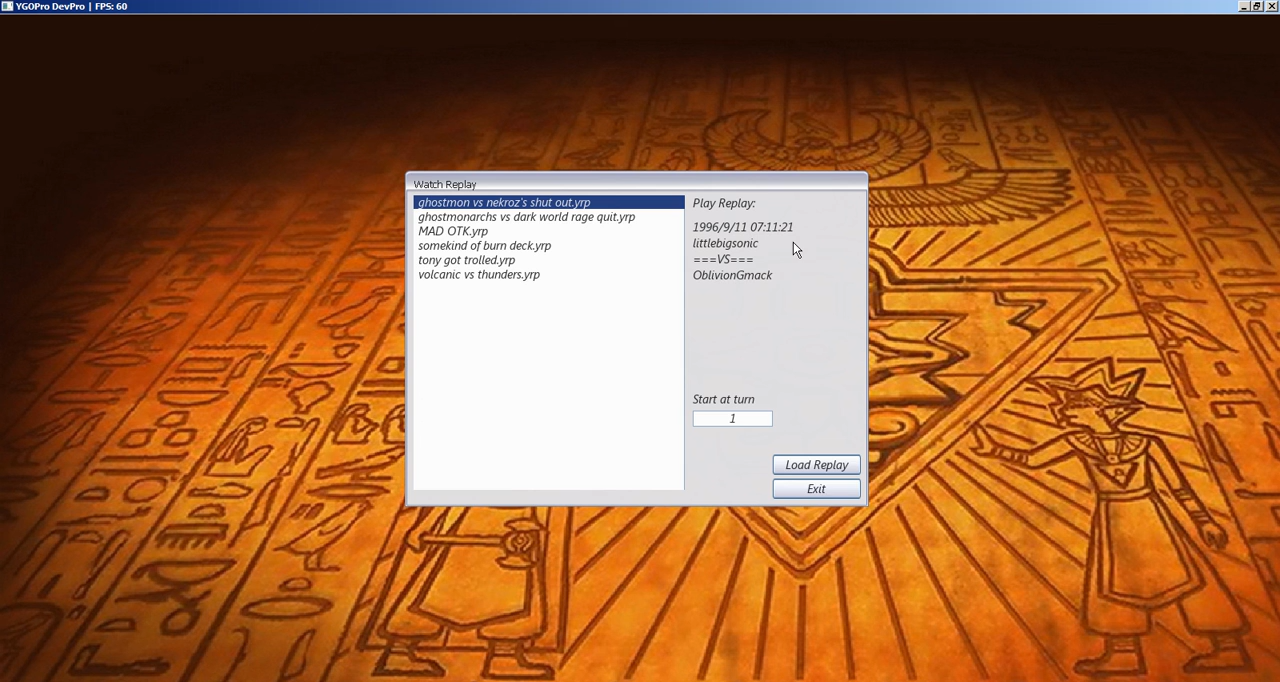 YGOPro DevPro | FPS: 60
Watch Replay
ghostmon vs nekroz's shut out.yrp
ghostmonarchs vs dark world rage quit.yrp
MAD OTK.yrp
somekind of burn deck.yrp
tony got trolled.yrp
volcanic vs thunders.yrp
Play Replay:
1996/9/11 07:11:21
littlebigsonic
===VS===
OblivionGmack
Start at turn
1
Load Replay
Exit